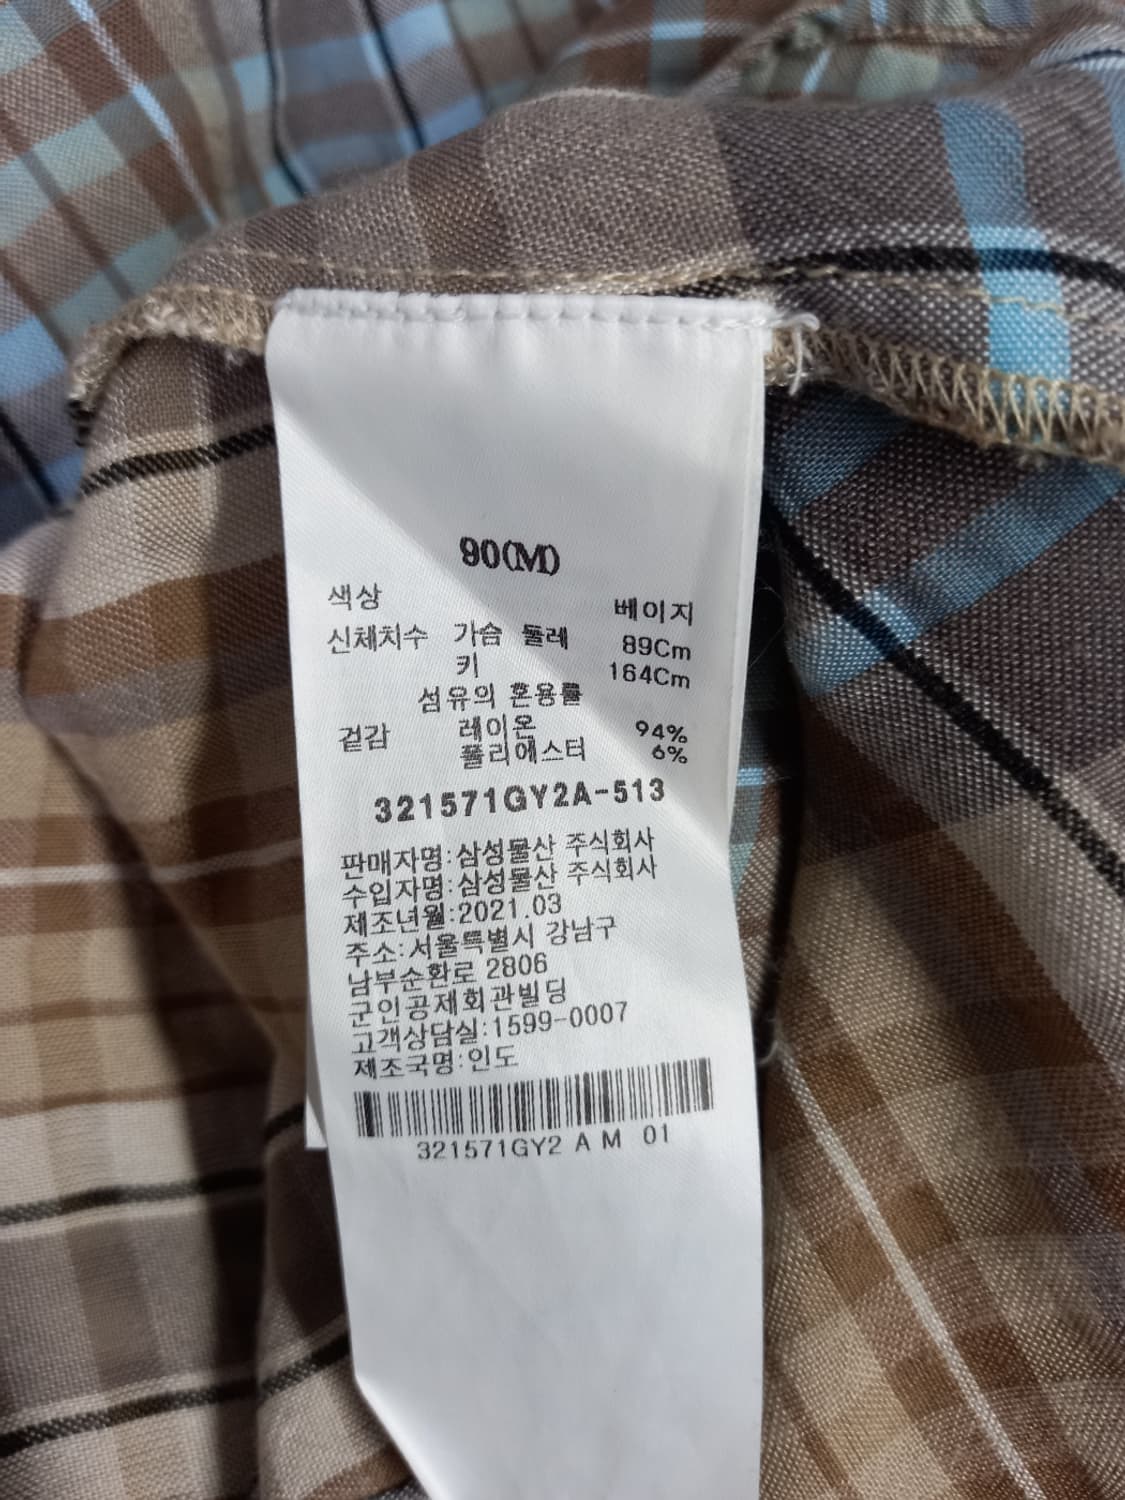 90(M)
색상 베이지
신체치수 가슴 둘레 89Cm
키 164Cm
섬유의 혼용률
겉감 레이온 94%
폴리에스터 6%
321571GY2A-513
판매자명:삼성물산 주식회사
수입자명:삼성물산 주식회사
제조년월:2021.03
주소:서울특별시 강남구
남부순환로 2806
군인공제회관빌딩
고객상담실:1599-0007
제조국명:인도
321571GY2 A M 01